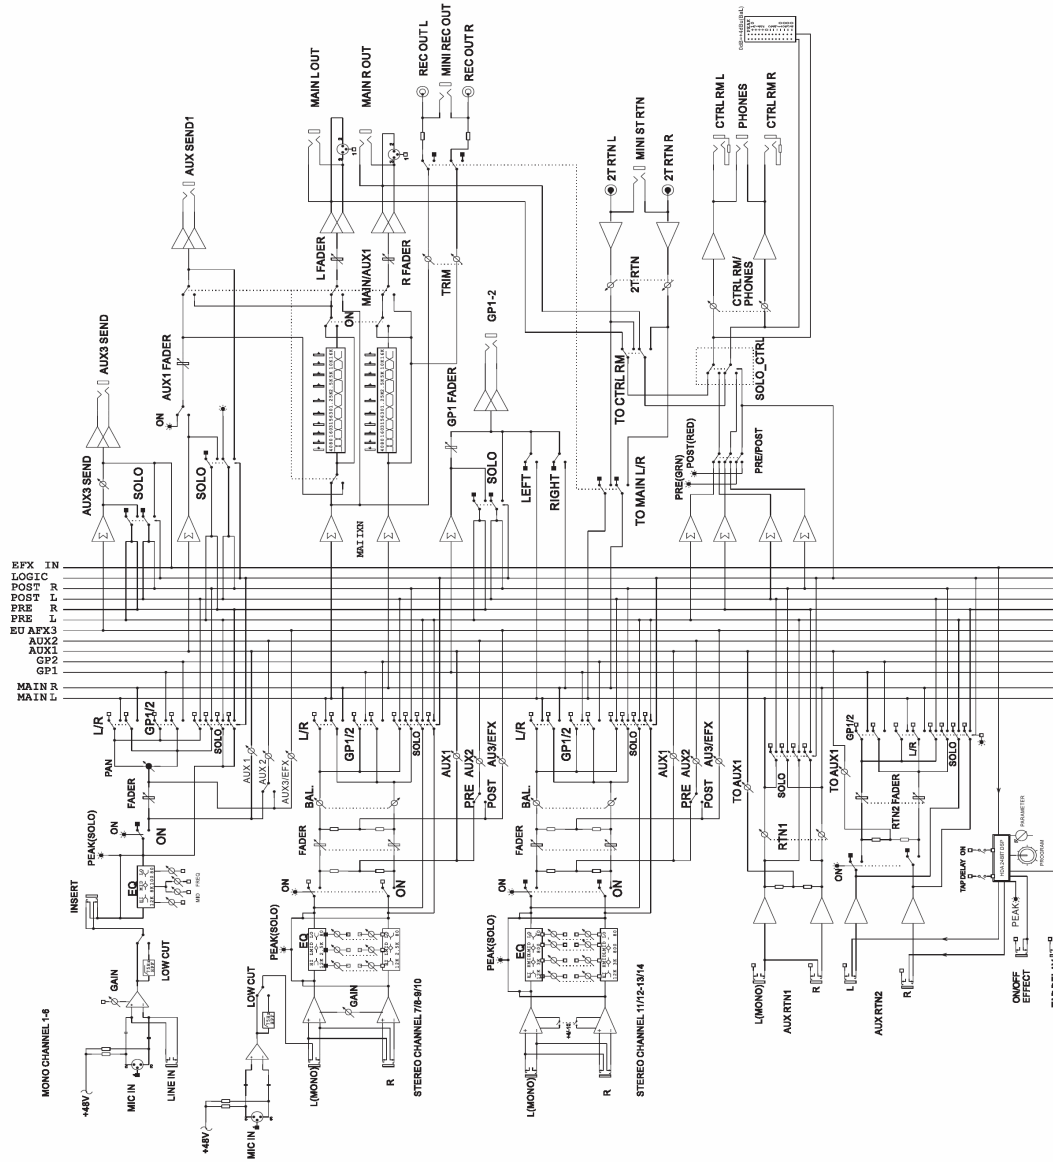 0dB=+4dBu(BaL)
PEAK
AUX3 SEND
AUX3 SEND
SOLO
ON
AUX1 FADER
AUX SEND1
SOLO
MAIN L OUT
MAIN R OUT
L FADER
MAIN/AUX1
R FADER
ON
REC OUT L
MINI REC OUT
REC OUT R
TRIM
GP1 FADER
GP1-2
SOLO
LEFT
RIGHT
2T RTN L
MINI ST RTN
2T RTN R
2T RTN
TO CTRL RM
TO MAIN L/R
CTRL RM L
PHONES
CTRL RM R
CTRL RM/
PHONES
SOLO_CTRL
PRE(GRN)
POST(RED)
PRE/POST
EFX IN
LOGIC
POST R
POST L
PRE R
PRE L
EU AFX3
AUX2
AUX1
GP2
GP1
MAIN R
MAIN L
MAI IXN
L/R
GP1/2
SOLO
PAN
FADER
AUX 1
AUX 2
AUX3/EFX
PEAK(SOLO)
ON
ON
INSERT
EQ
MID
FREQ
GAIN
LOW CUT
MONO CHANNEL 1-6
+48V
MIC IN
LINE IN
L/R
GP1/2
SOLO
BAL.
FADER
AUX1
PRE
AUX2
POST
AU3/EFX
ON
ON
PEAK(SOLO)
EQ
LOW CUT
GAIN
+48V
MIC IN
L(MONO)
R
STEREO CHANNEL 7/8-9/10
L/R
GP1/2
SOLO
BAL.
FADER
AUX1
PRE
AUX2
POST
AU3/EFX
ON
ON
PEAK(SOLO)
EQ
L(MONO)
R
STEREO CHANNEL 11/12-13/14
TO AUX1
SOLO
RTN1
L(MONO)
R
AUX RTN1
TO AUX1
GP1/2
L/R
SOLO
RTN2 FADER
ON
L
R
AUX RTN2
TAP DELAY ON
PARAMETER
PROGRAM
PEAK
ON/OFF
EFFECT